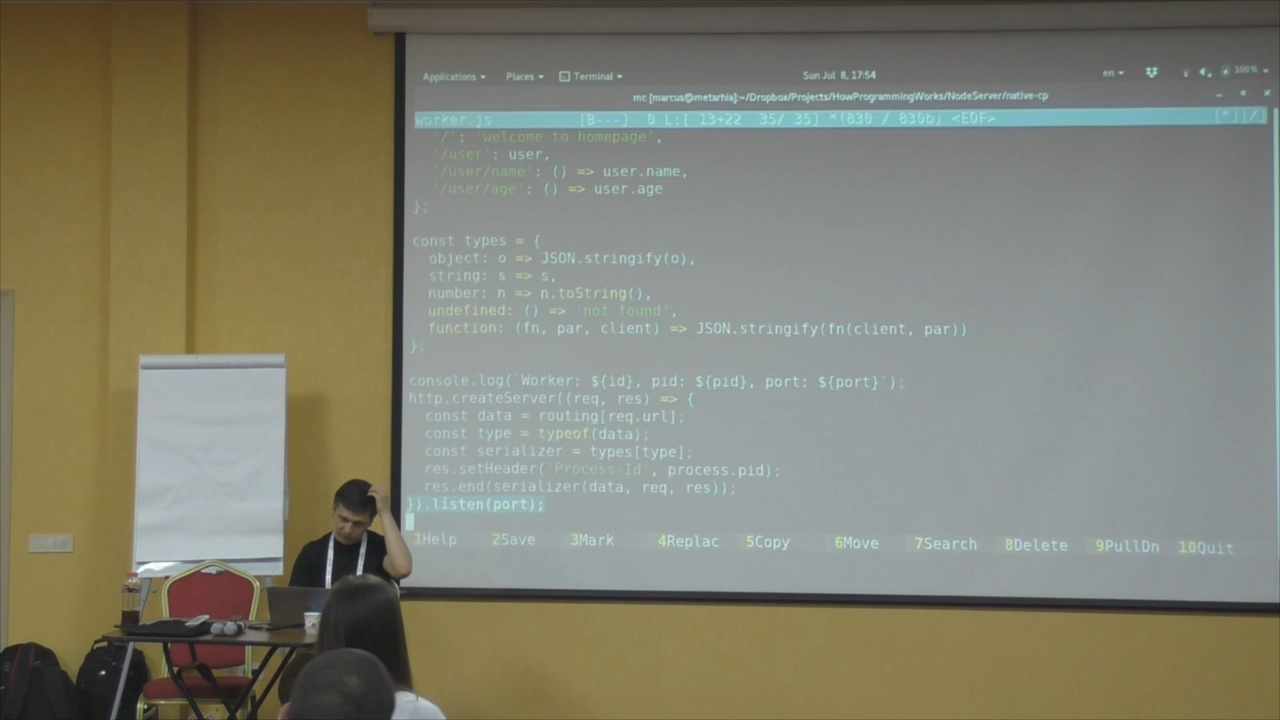 Applications Places Terminal Sun Jul 8, 17:54 en 100%
mc [marcus@metarhia]:~/Dropbox/Projects/HowProgrammingWorks/NodeServer/native-cp
worker.js [B---] 0 L:[ 13+22 35/ 35] *(830 / 830b) <EOF> [*][/]
'/': 'welcome to homepage',
'/user': user,
'/user/name': () => user.name,
'/user/age': () => user.age
};
const types = {
object: o => JSON.stringify(o),
string: s => s,
number: n => n.toString(),
undefined: () => 'not found',
function: (fn, par, client) => JSON.stringify(fn(client, par))
};
console.log(`Worker: ${id}, pid: ${pid}, port: ${port}`);
http.createServer((req, res) => {
const data = routing[req.url];
const type = typeof(data);
const serializer = types[type];
res.setHeader('Process-Id', process.pid);
res.end(serializer(data, req, res));
}).listen(port);
1Help 2Save 3Mark 4Replac 5Copy 6Move 7Search 8Delete 9PullDn 10Quit